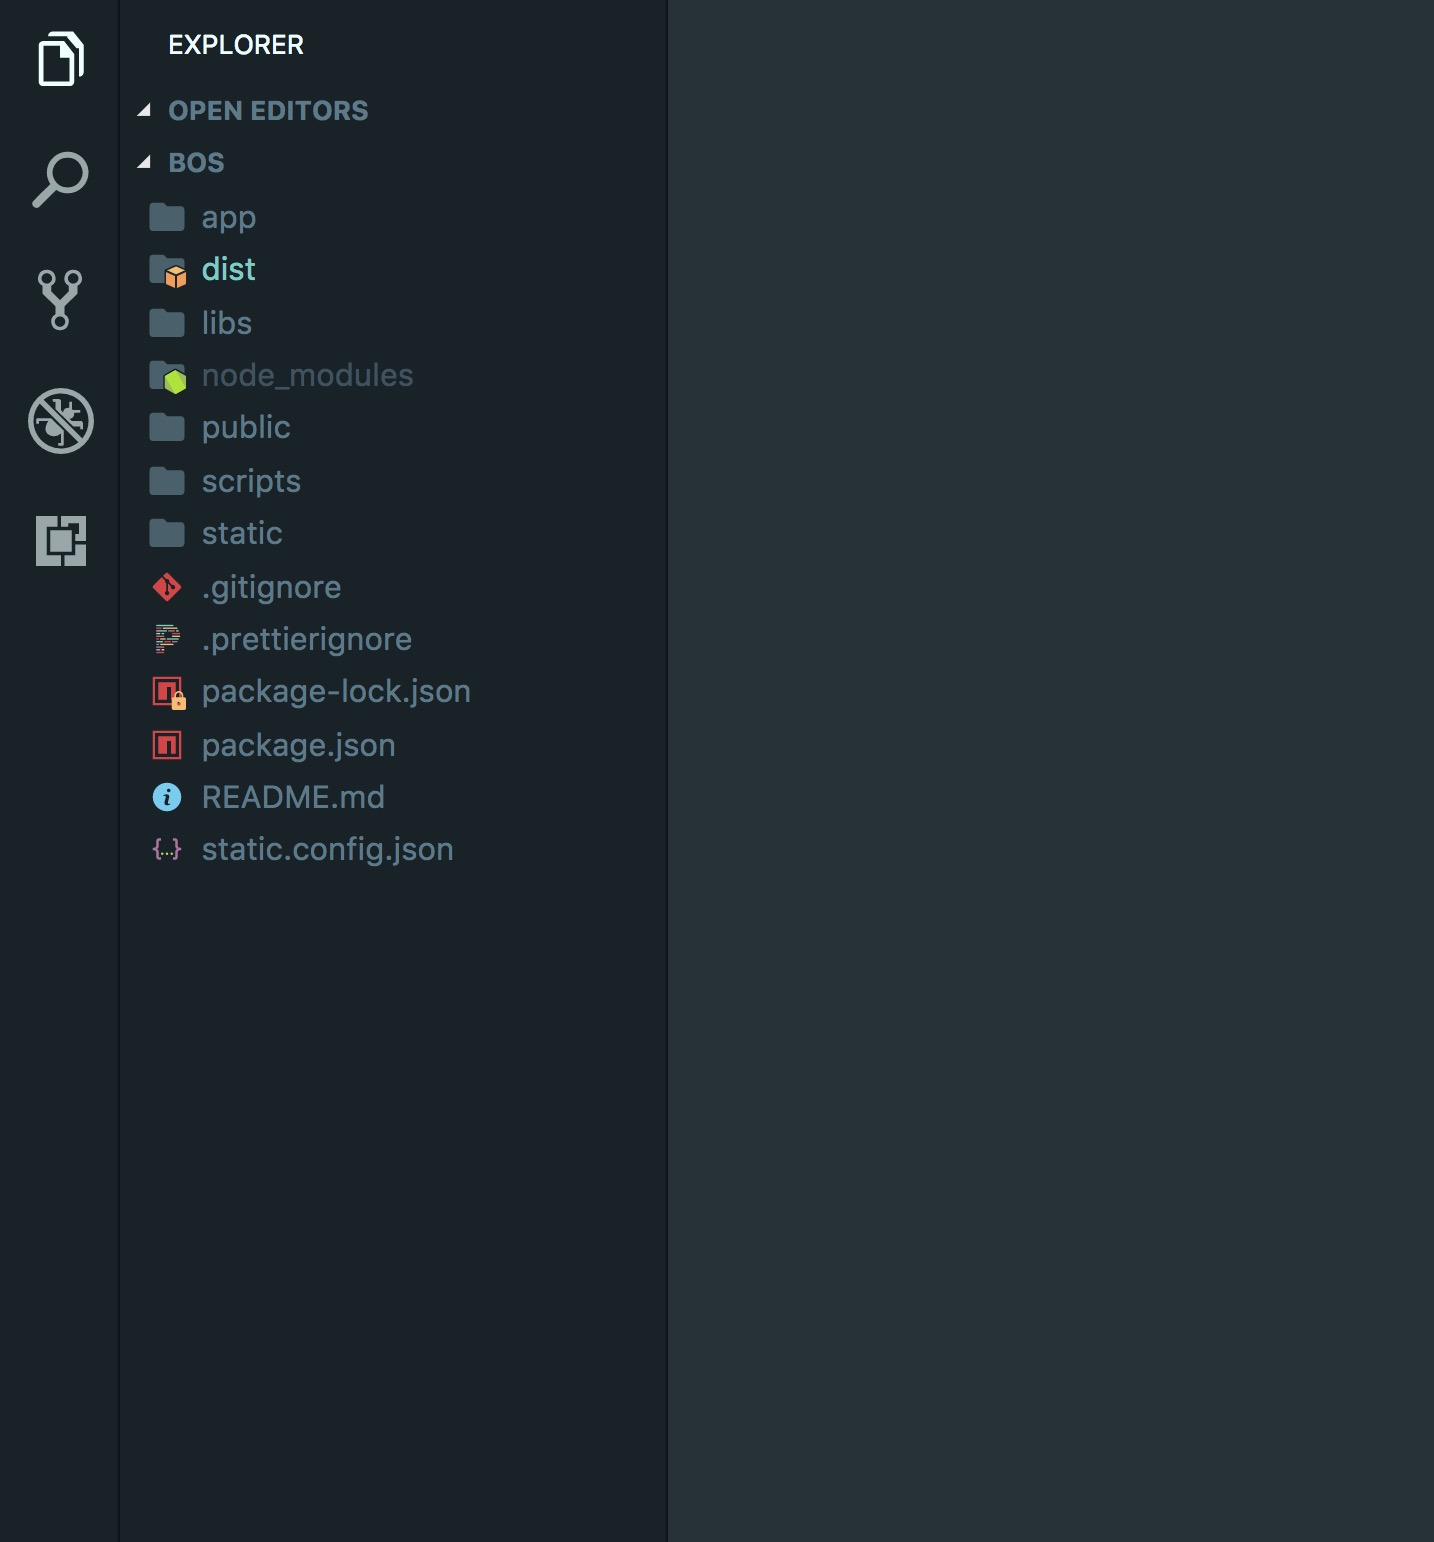 EXPLORER
OPEN EDITORS
BOS
app
dist
libs
node_modules
public
scripts
static
.gitignore
.prettierignore
package-lock.json
package.json
README.md
static.config.json